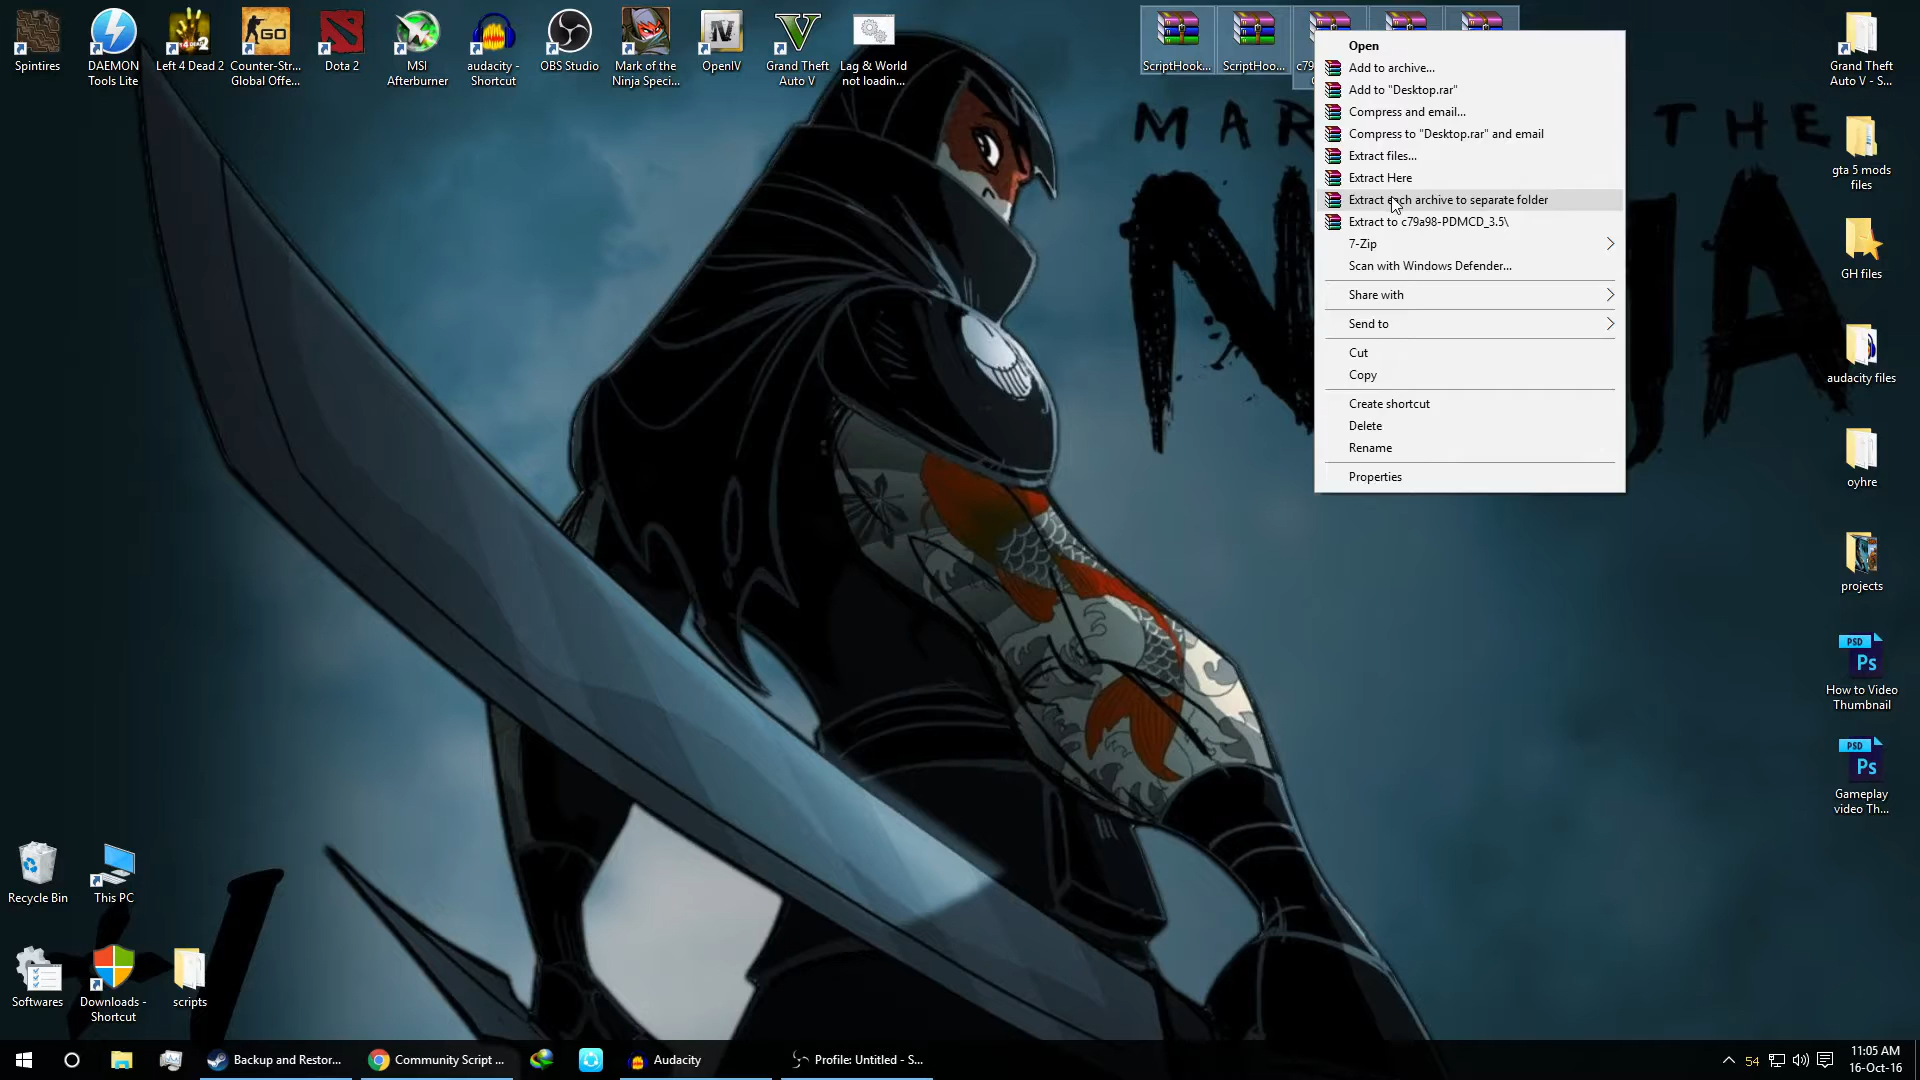 Spintires
DAEMON
Tools Lite
Left 4 Dead 2
Counter-Str...
Global Offe...
Dota 2
MSI
Afterburner
audacity -
Shortcut
OBS Studio
Mark of the
Ninja Speci...
OpenIV
Grand Theft
Auto V
Lag & World
not loadin...
ScriptHook...
ScriptHoo...
Grand Theft
Auto V - S...
gta 5 mods
files
GH files
audacity files
oyhre
projects
PSD
Ps
How to Video
Thumbnail
PSD
Ps
Gameplay
video Th...
Open
Add to archive...
Add to "Desktop.rar"
Compress and email...
Compress to "Desktop.rar" and email
Extract files...
Extract Here
Extract each archive to separate folder
Extract to c79a98-PDMCD_3.5\
7-Zip
Scan with Windows Defender...
Share with
Send to
Cut
Copy
Create shortcut
Delete
Rename
Properties
Recycle Bin
This PC
Softwares
Downloads -
Shortcut
scripts
Backup and Restor...
Community Script ...
Audacity
Profile: Untitled - S...
54
11:05 AM
16-Oct-16